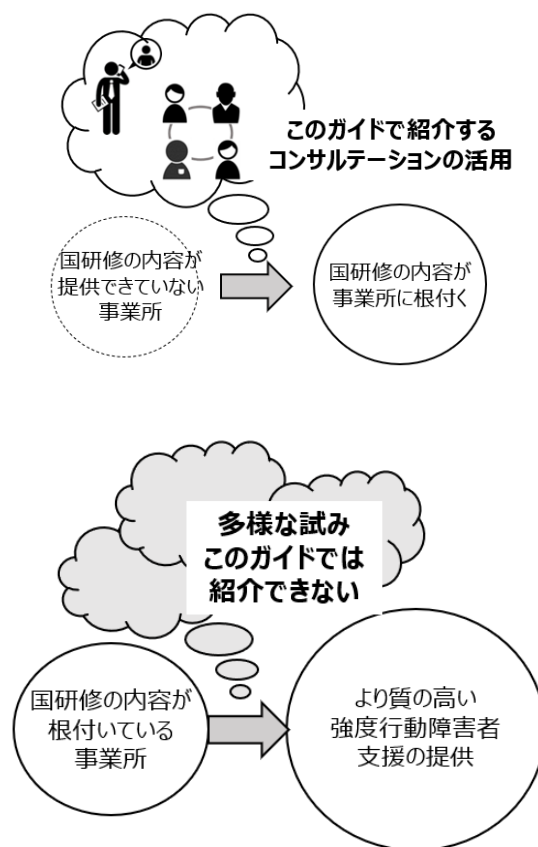 このガイドで紹介する
コンサルテーションの活用
国研修の内容が
提供できていない
事業所
国研修の内容が
事業所に根付く
多様な試み
このガイドでは
紹介できない
国研修の内容が
根付いている
事業所
より質の高い
強度行動障害者
支援の提供